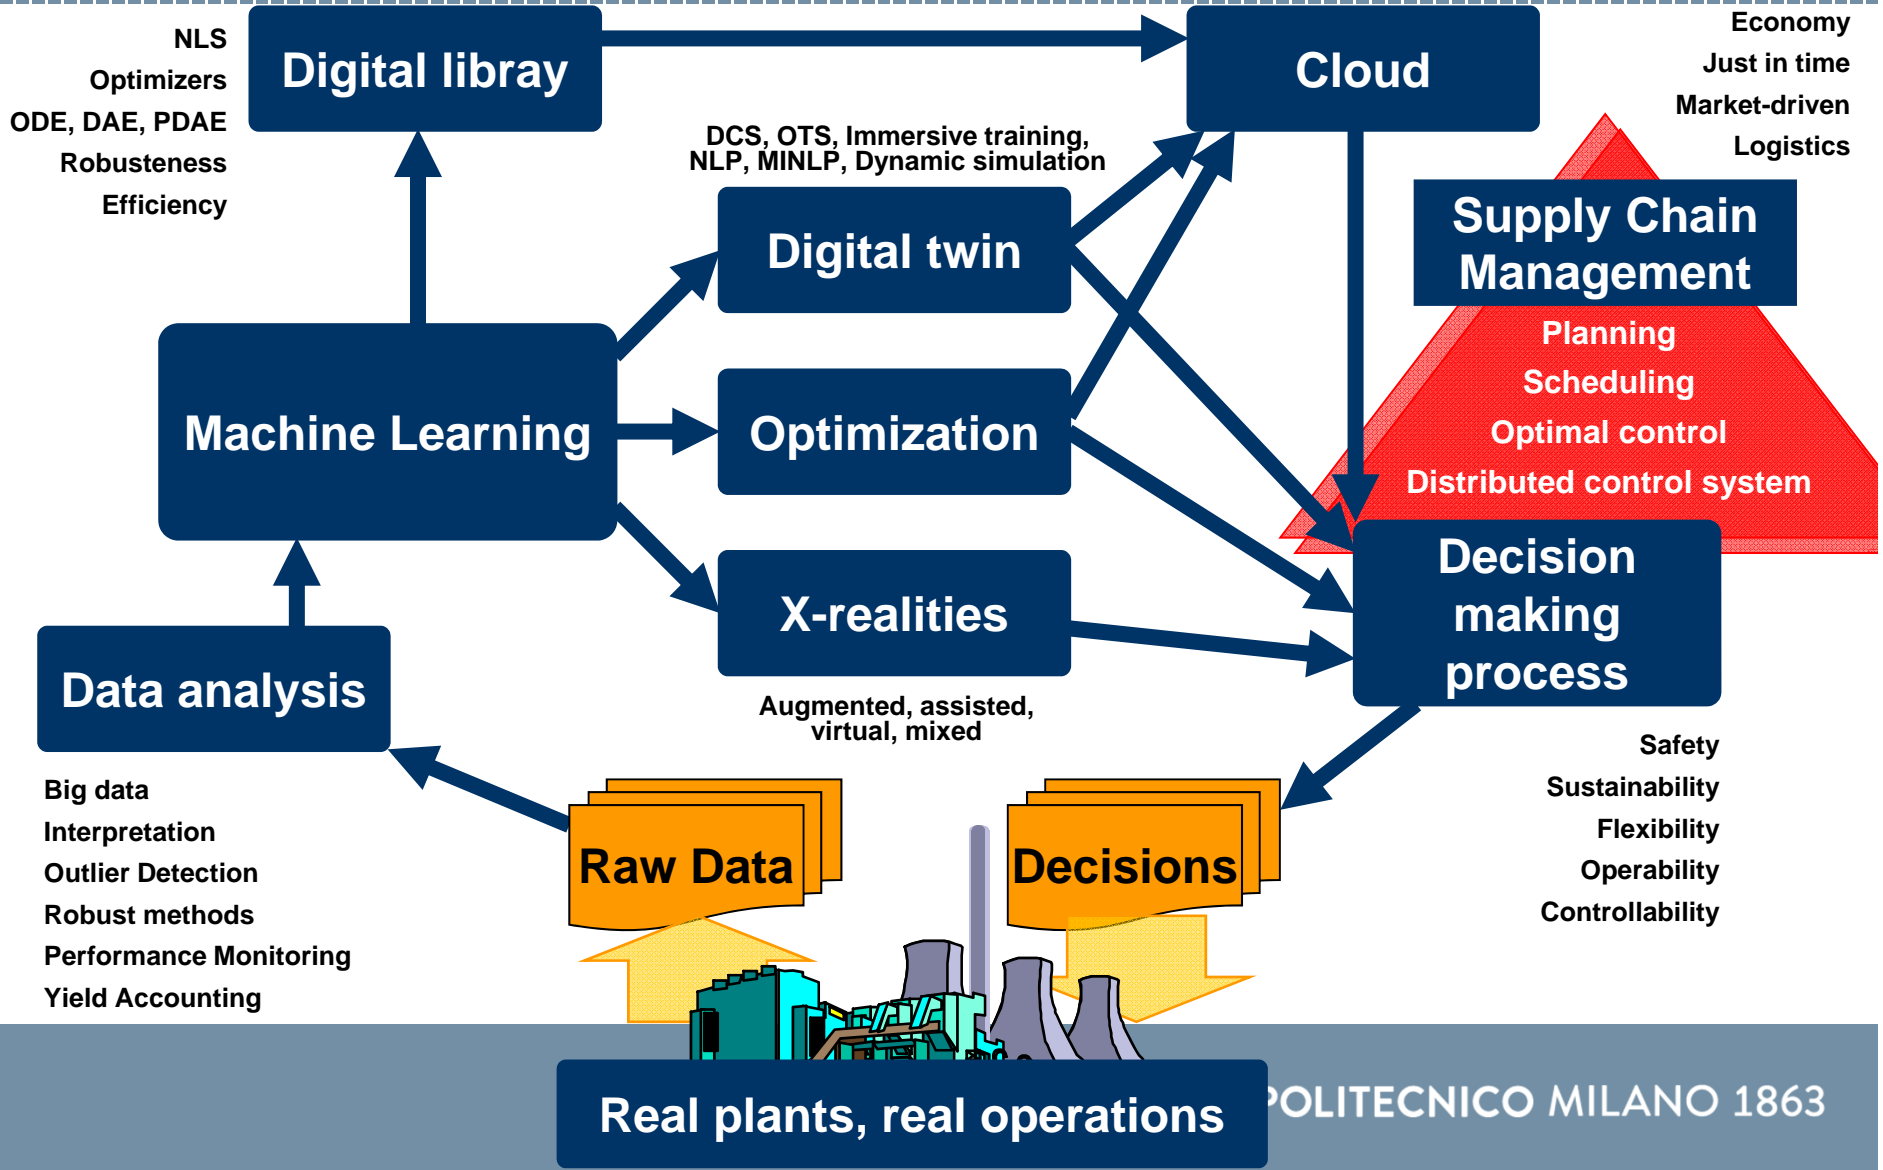 NLS
Optimizers
ODE, DAE, PDAE
Robusteness
Efficiency
Digital libray
Cloud
Economy
Just in time
Market-driven
Logistics
DCS, OTS, Immersive training,
NLP, MINLP, Dynamic simulation
Digital twin
Supply Chain
Management
Planning
Scheduling
Optimal control
Distributed control system
Machine Learning
Optimization
X-realities
Augmented, assisted,
virtual, mixed
Decision
making
process
Data analysis
Big data
Interpretation
Outlier Detection
Robust methods
Performance Monitoring
Yield Accounting
Raw Data
Decisions
Safety
Sustainability
Flexibility
Operability
Controllability
Real plants, real operations
POLITECNICO MILANO 1863